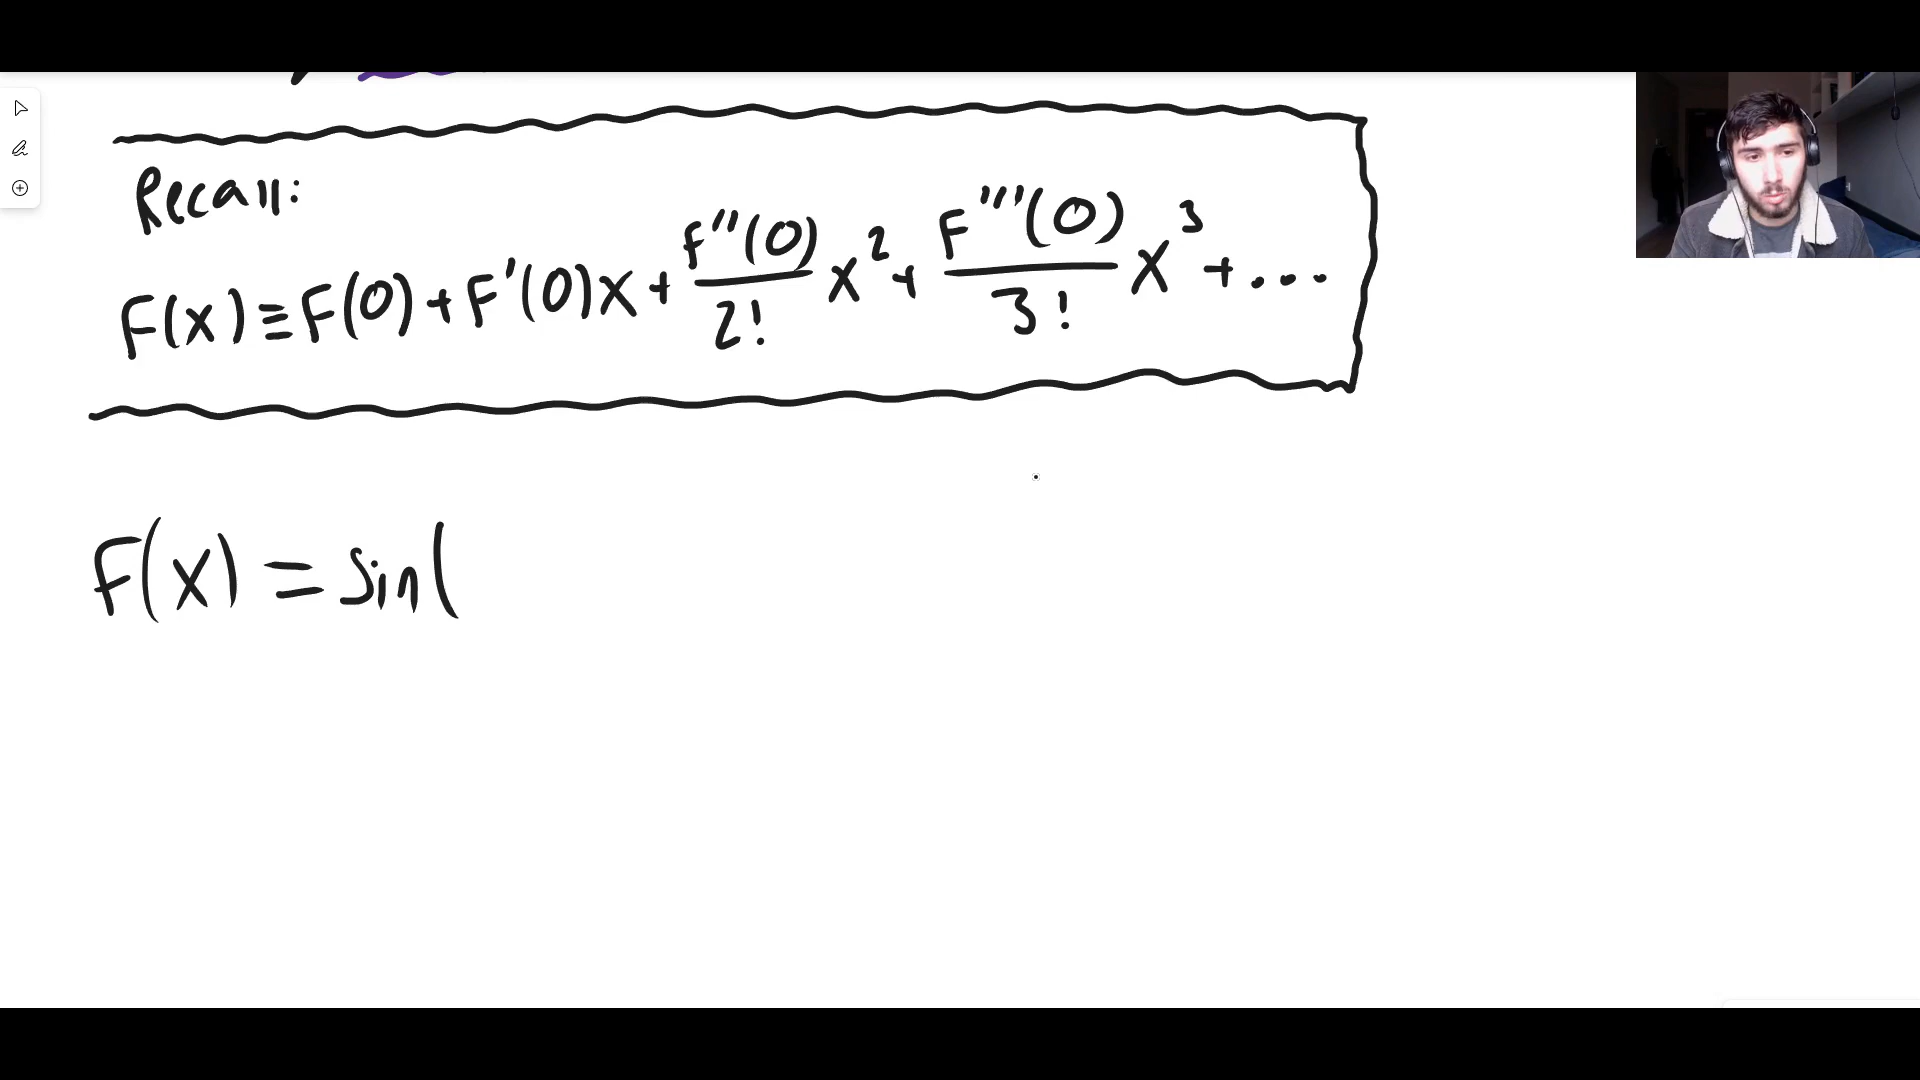 Recall:
F(x) ≡ F(0) + F'(0)x + F''(0)/2! x² + F'''(0)/3! x³ + ...
F(x) = sin(